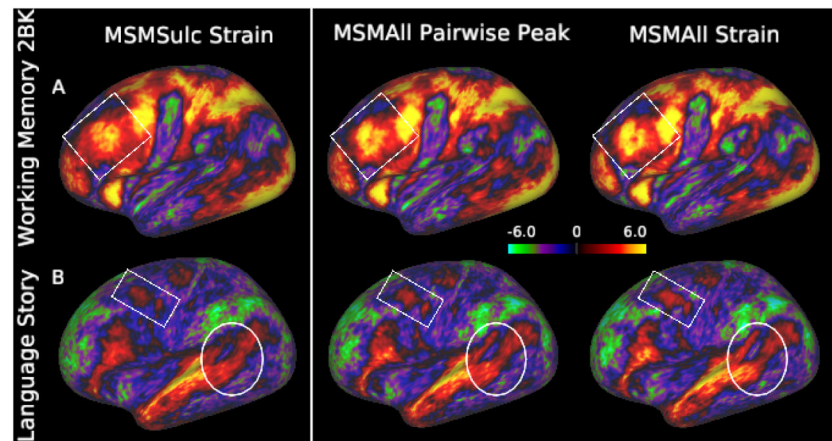 MSMSulc Strain
MSMAll Pairwise Peak
MSMAll Strain
Working Memory 2BK
A
-6.0 0 6.0
Language Story
B